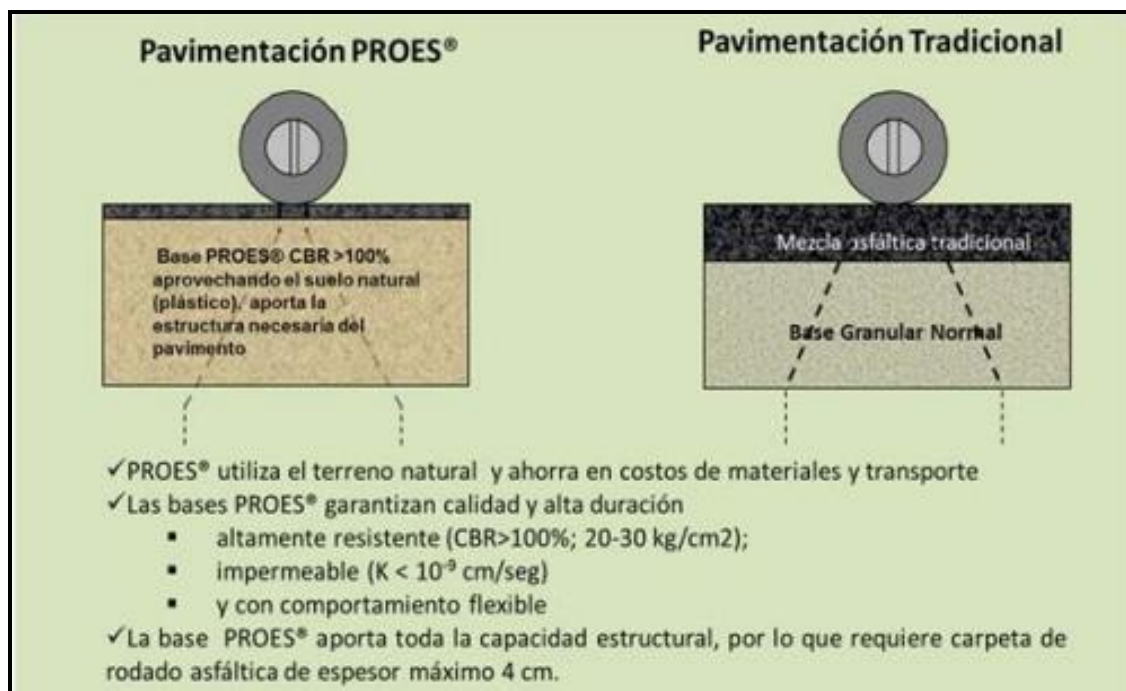 Pavimentación PROES®
Pavimentación Tradicional
Base PROES® CBR >100%
aprovechando el suelo natural
(plástico), aporta la
estructura necesaria del
pavimento
Mezcla asfáltica tradicional
Base Granular Normal
✓PROES® utiliza el terreno natural y ahorra en costos de materiales y transporte
✓Las bases PROES® garantizan calidad y alta duración
▪ altamente resistente (CBR>100%; 20-30 kg/cm2);
▪ impermeable (K < 10⁻⁹ cm/seg)
▪ y con comportamiento flexible
✓La base PROES® aporta toda la capacidad estructural, por lo que requiere carpeta de
rodado asfáltica de espesor máximo 4 cm.